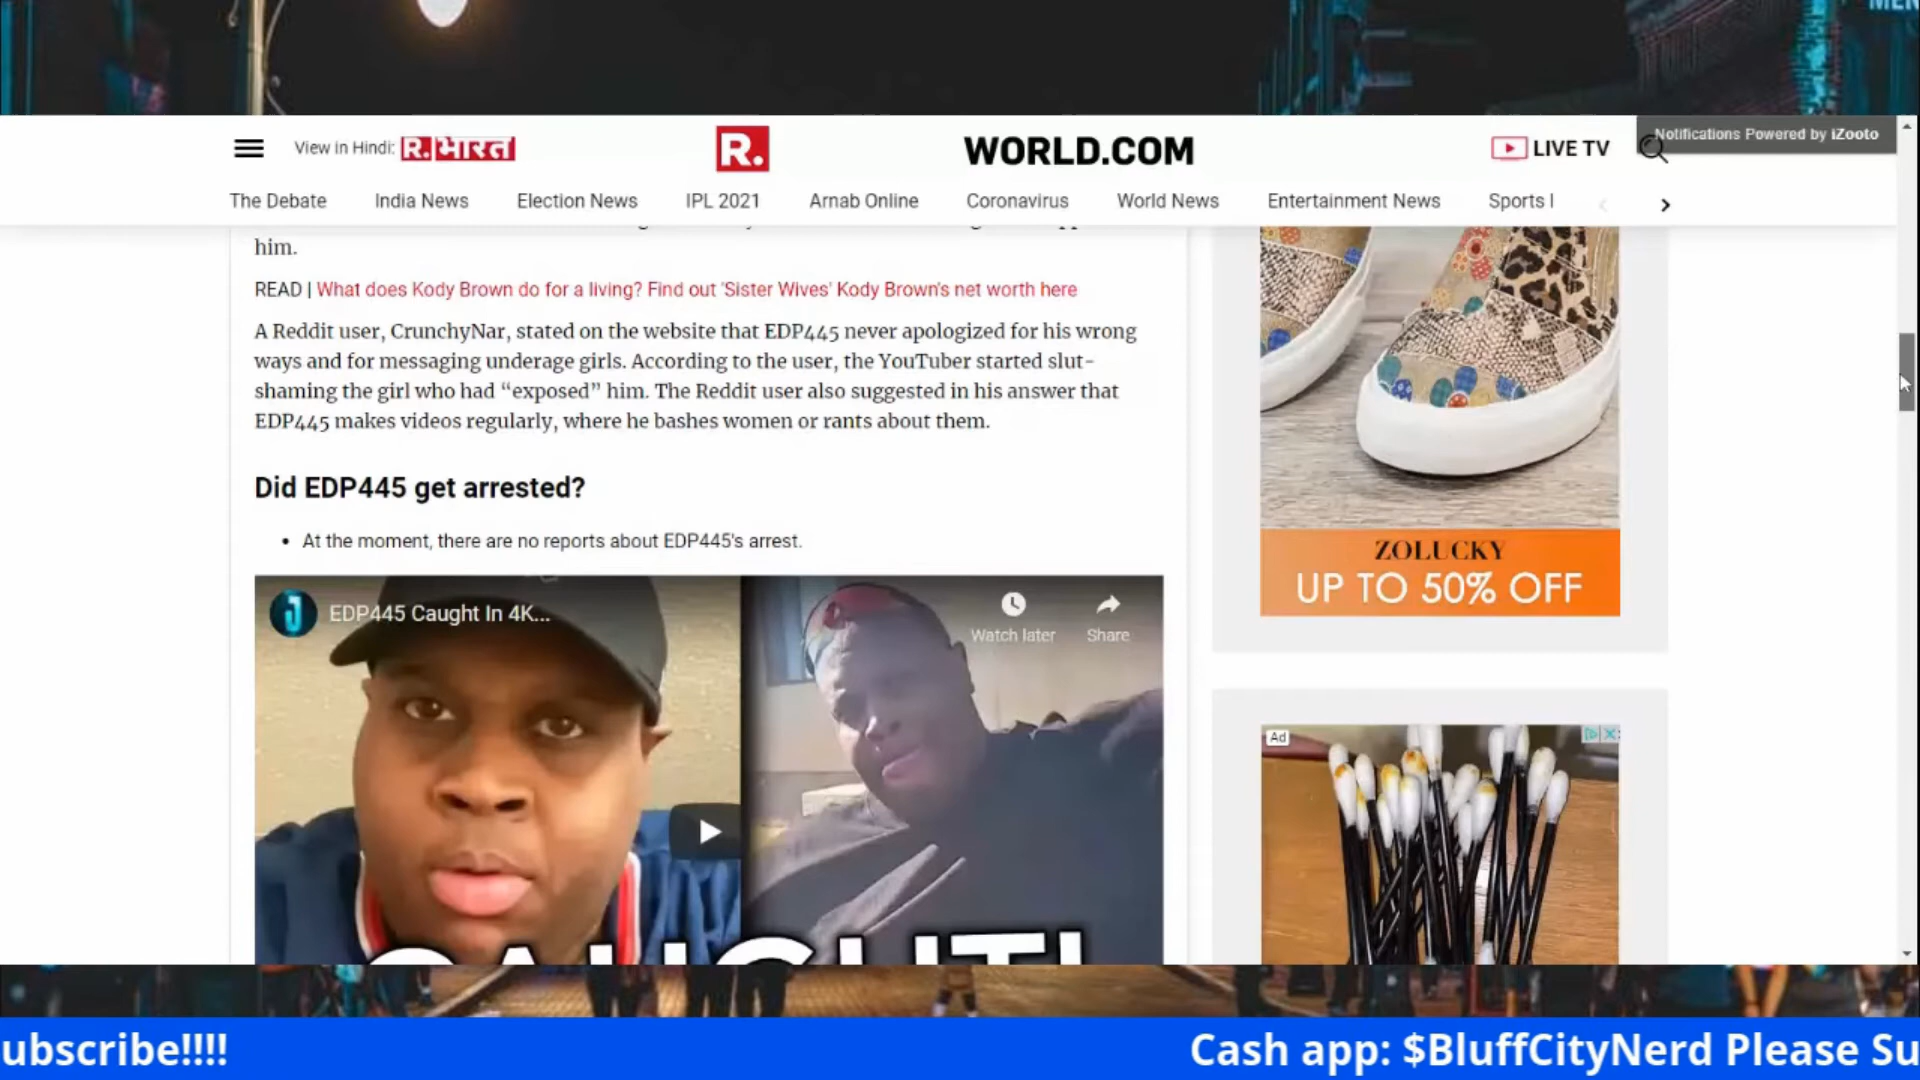 MEN
View in Hindi: R.भारत
R.
WORLD.COM
LIVE TV
Notifications Powered by iZooto
The Debate
India News
Election News
IPL 2021
Arnab Online
Coronavirus
World News
Entertainment News
Sports
him.
READ | What does Kody Brown do for a living? Find out 'Sister Wives' Kody Brown's net worth here
A Reddit user, CrunchyNar, stated on the website that EDP445 never apologized for his wrong
ways and for messaging underage girls. According to the user, the YouTuber started slut-
shaming the girl who had “exposed” him. The Reddit user also suggested in his answer that
EDP445 makes videos regularly, where he bashes women or rants about them.
Did EDP445 get arrested?
• At the moment, there are no reports about EDP445's arrest.
J
EDP445 Caught In 4K...
Watch later
Share
CAUGHT!
ZOLUCKY
UP TO 50% OFF
Ad
ubscribe!!!!
Cash app: $BluffCityNerd Please Su